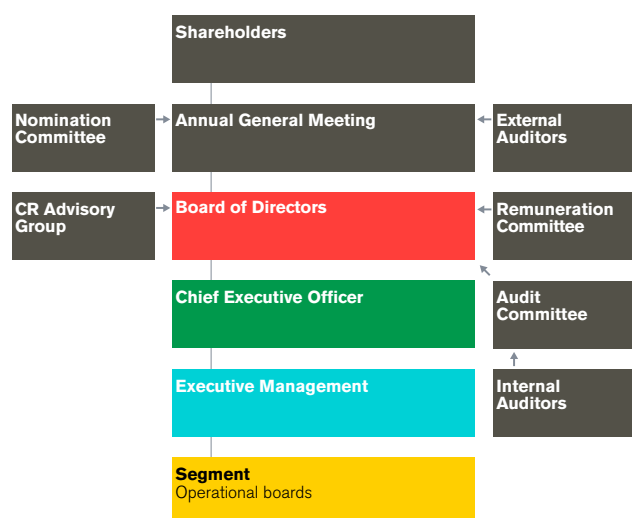 Shareholders
Nomination
Committee
Annual General Meeting
External
Auditors
CR Advisory
Group
Board of Directors
Remuneration
Committee
Chief Executive Officer
Audit
Committee
Executive Management
Internal
Auditors
Segment
Operational boards